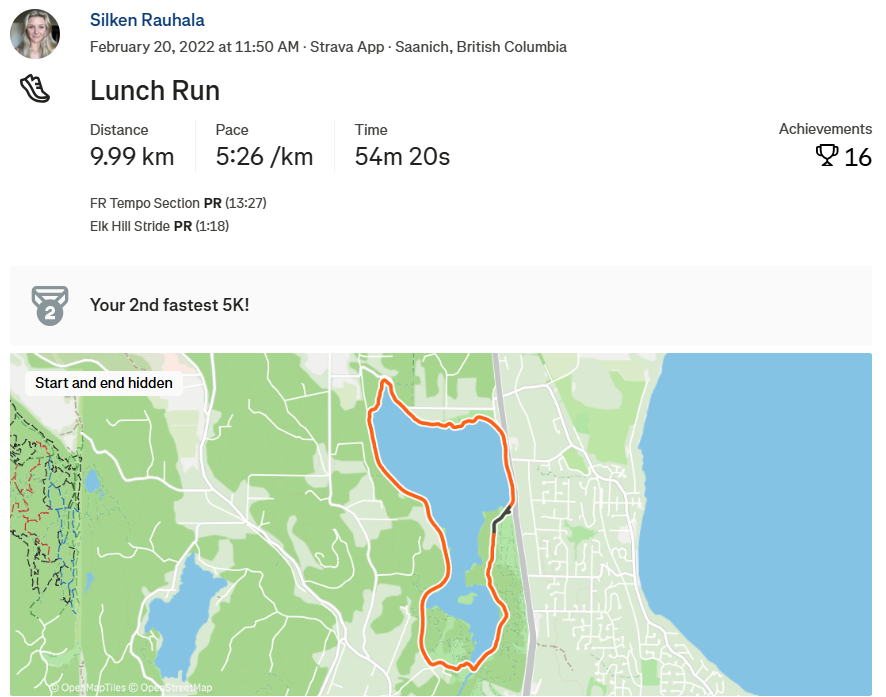 Silken Rauhala
February 20, 2022 at 11:50 AM · Strava App · Saanich, British Columbia
Lunch Run
Distance
9.99 km
Pace
5:26 /km
Time
54m 20s
Achievements
16
FR Tempo Section PR (13:27)
Elk Hill Stride PR (1:18)
2
Your 2nd fastest 5K!
Start and end hidden
© OpenMapTiles © OpenStreetMap